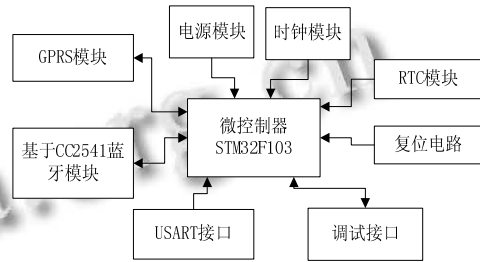 电源模块
时钟模块
GPRS模块
RTC模块
微控制器
STM32F103
基于CC2541蓝
牙模块
复位电路
USART接口
调试接口